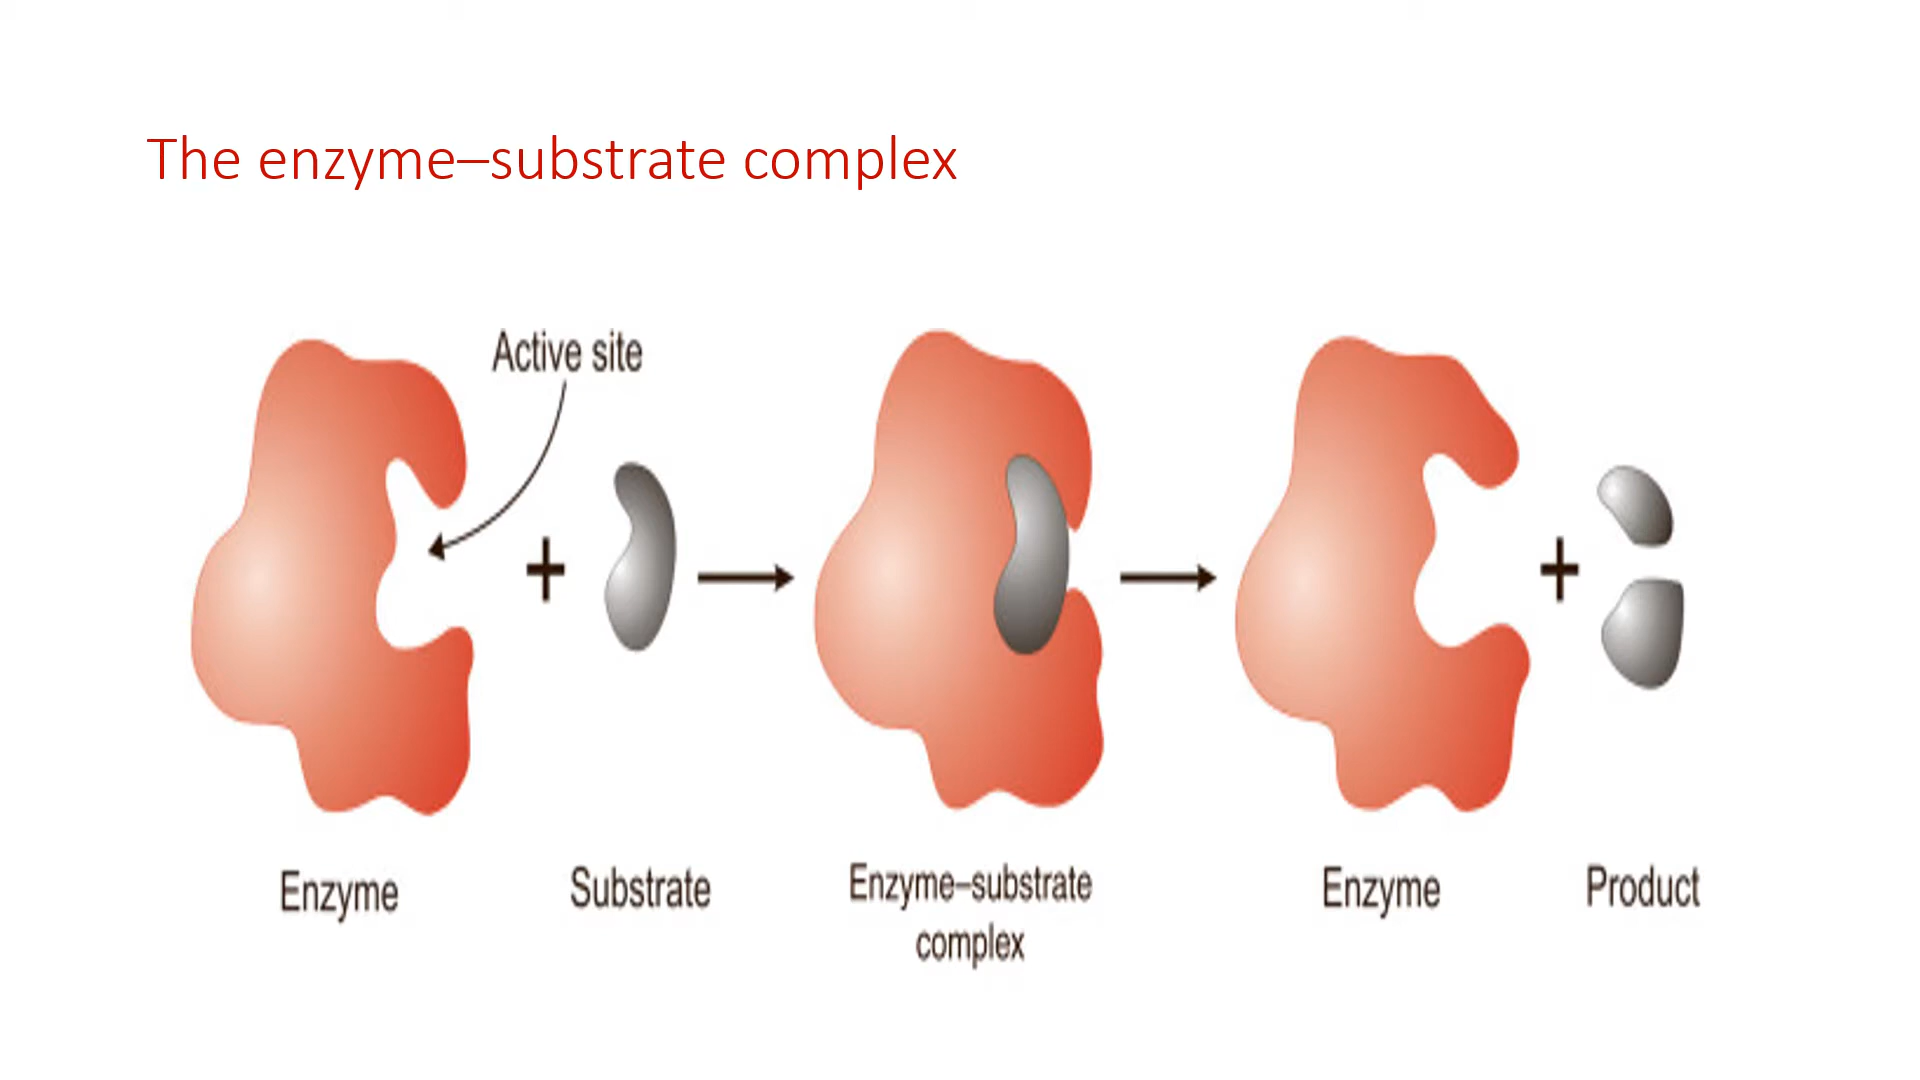 The enzyme–substrate complex
Active site
+
+
Enzyme
Substrate
Enzyme–substrate
complex
Enzyme
Product